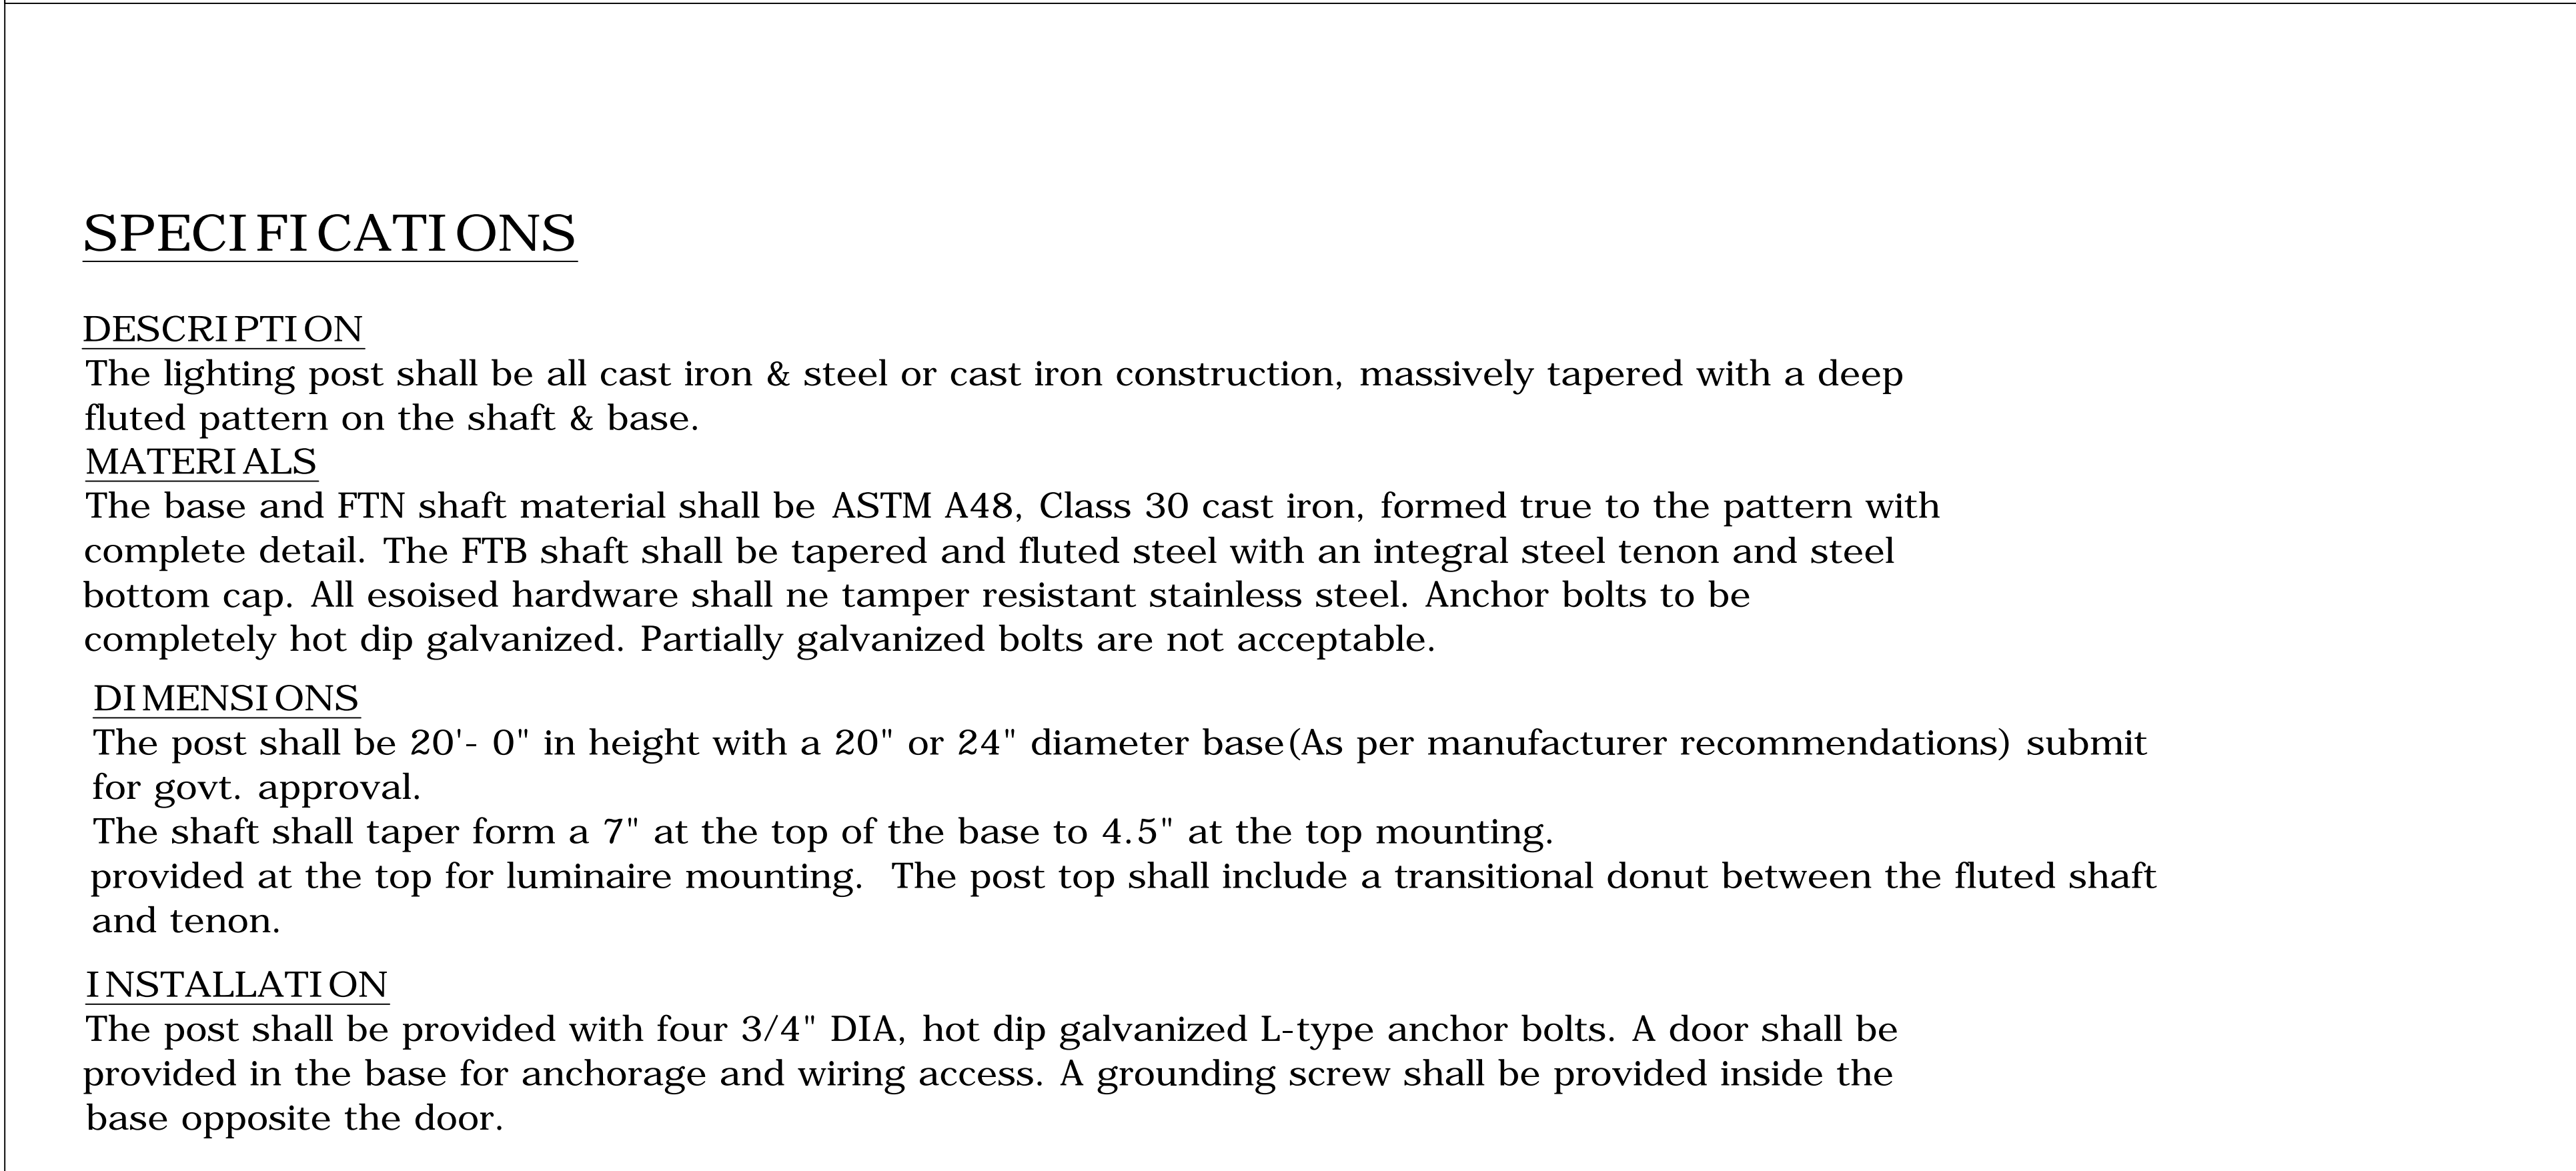 SPECIFICATIONS
DESCRIPTION
The lighting post shall be all cast iron & steel or cast iron construction, massively tapered with a deep
fluted pattern on the shaft & base.
MATERIALS
The base and FTN shaft material shall be ASTM A48, Class 30 cast iron, formed true to the pattern with
complete detail. The FTB shaft shall be tapered and fluted steel with an integral steel tenon and steel
bottom cap. All esoised hardware shall ne tamper resistant stainless steel. Anchor bolts to be
completely hot dip galvanized. Partially galvanized bolts are not acceptable.
DIMENSIONS
The post shall be 20'- 0" in height with a 20" or 24" diameter base(As per manufacturer recommendations) submit
for govt. approval.
The shaft shall taper form a 7" at the top of the base to 4.5" at the top mounting.
provided at the top for luminaire mounting. The post top shall include a transitional donut between the fluted shaft
and tenon.
INSTALLATION
The post shall be provided with four 3/4" DIA, hot dip galvanized L-type anchor bolts. A door shall be
provided in the base for anchorage and wiring access. A grounding screw shall be provided inside the
base opposite the door.